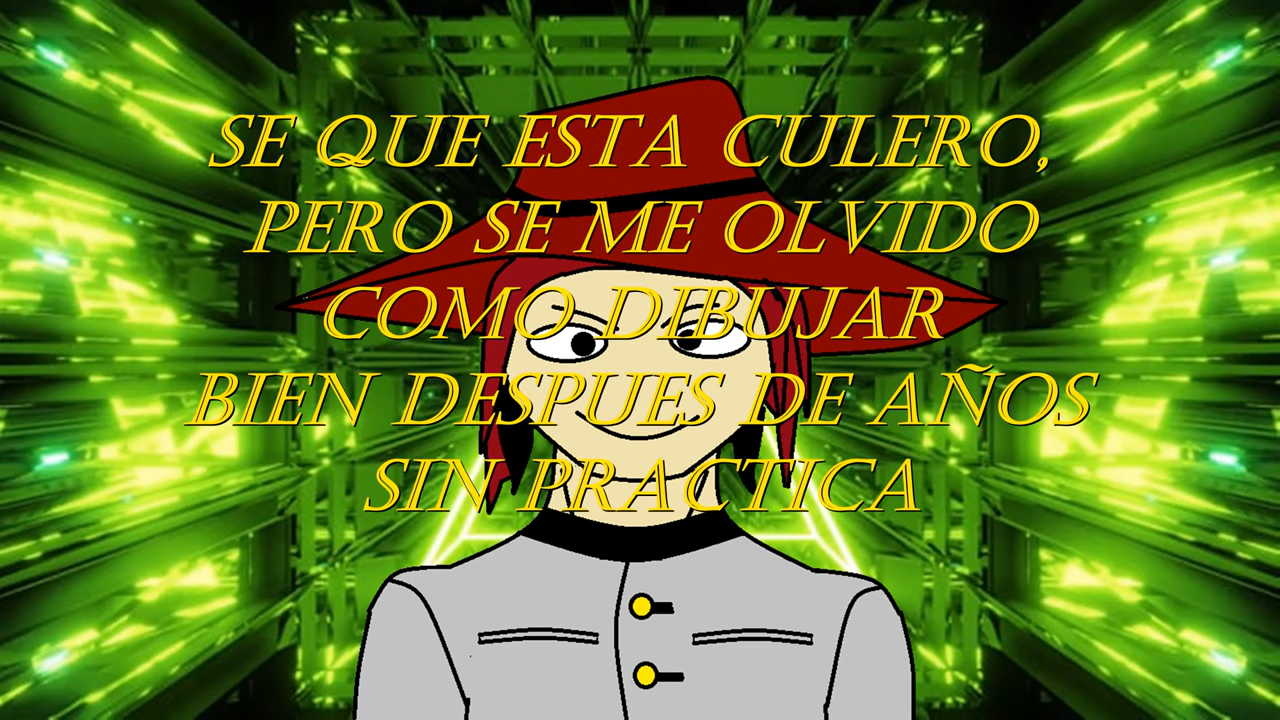 SE QUE ESTA CULERO,
PERO SE ME OLVIDO
COMO DIBUJAR
BIEN DESPUES DE AÑOS
SIN PRACTICA